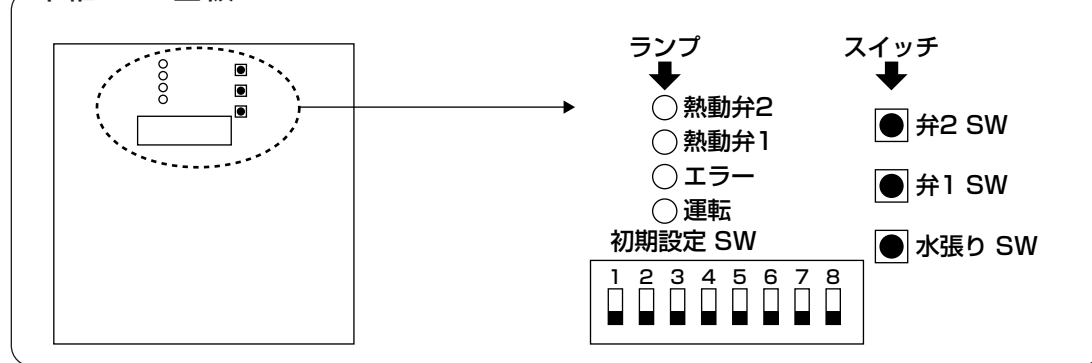 ランプ
熱動弁2
熱動弁1
エラー
運転
初期設定 SW
1 2 3 4 5 6 7 8
スイッチ
弁2 SW
弁1 SW
水張り SW